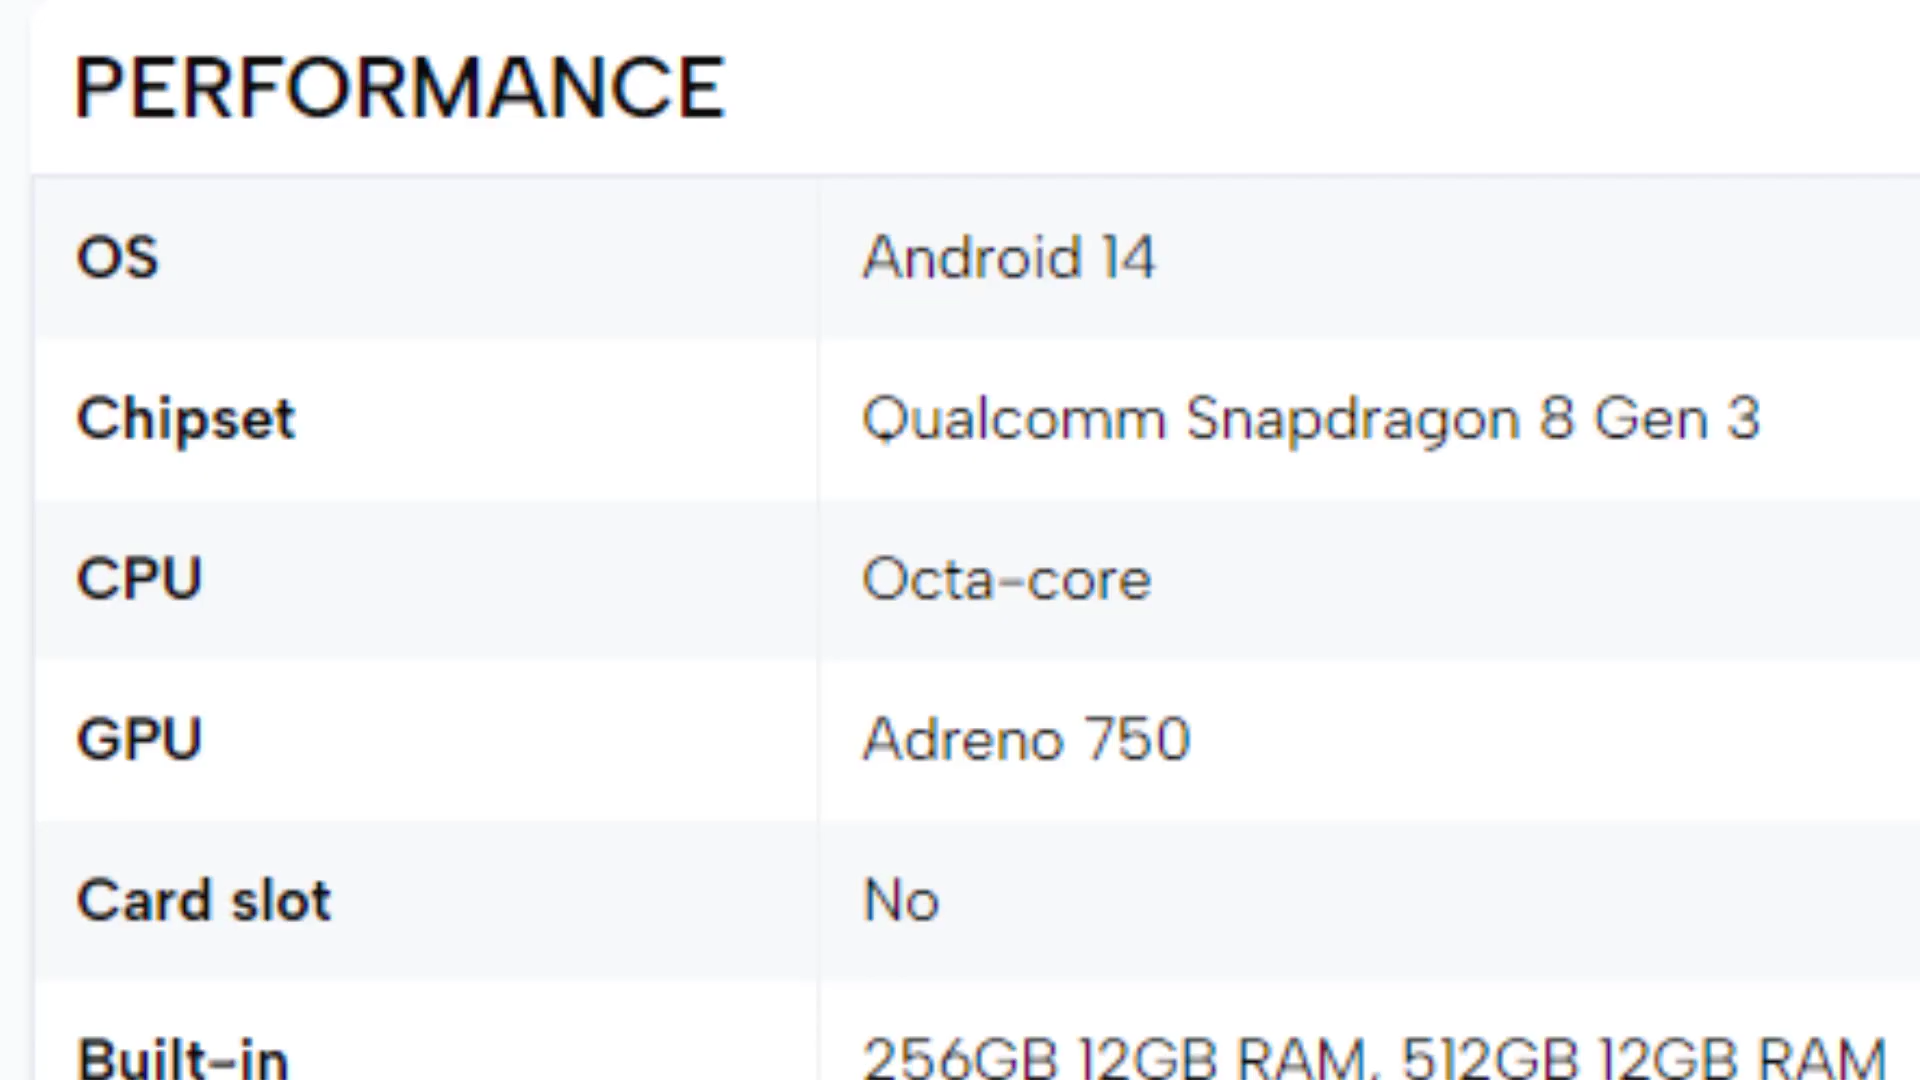 PERFORMANCE
OS Android 14
Chipset Qualcomm Snapdragon 8 Gen 3
CPU Octa-core
GPU Adreno 750
Card slot No
Built-in 256GB 12GB RAM, 512GB 12GB RAM